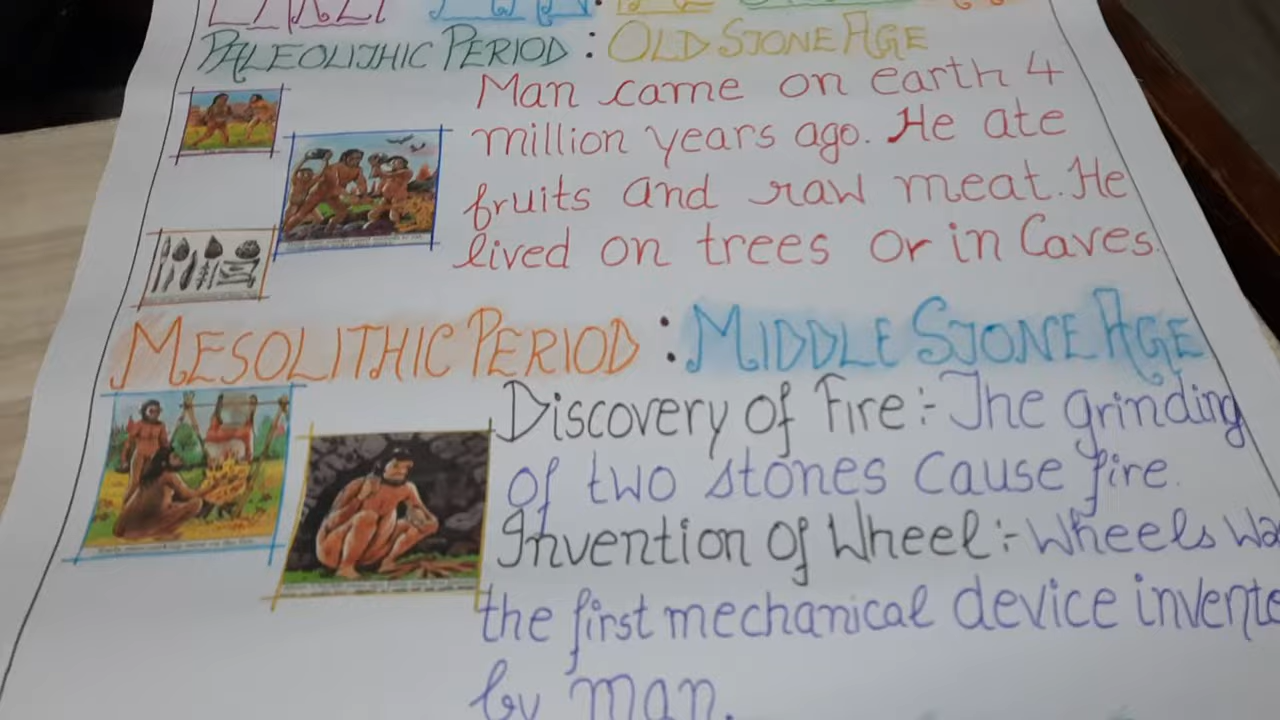 PALEOLITHIC PERIOD : OLD STONE AGE
Man came on earth 4
million years ago. He ate
fruits and raw meat. He
lived on trees or in Caves.
MESOLITHIC PERIOD : MIDDLE STONE AGE
Discovery of Fire :- The grinding
of two stones cause fire.
Invention of Wheel :- Wheels Wa
the first mechanical device invente
by man.